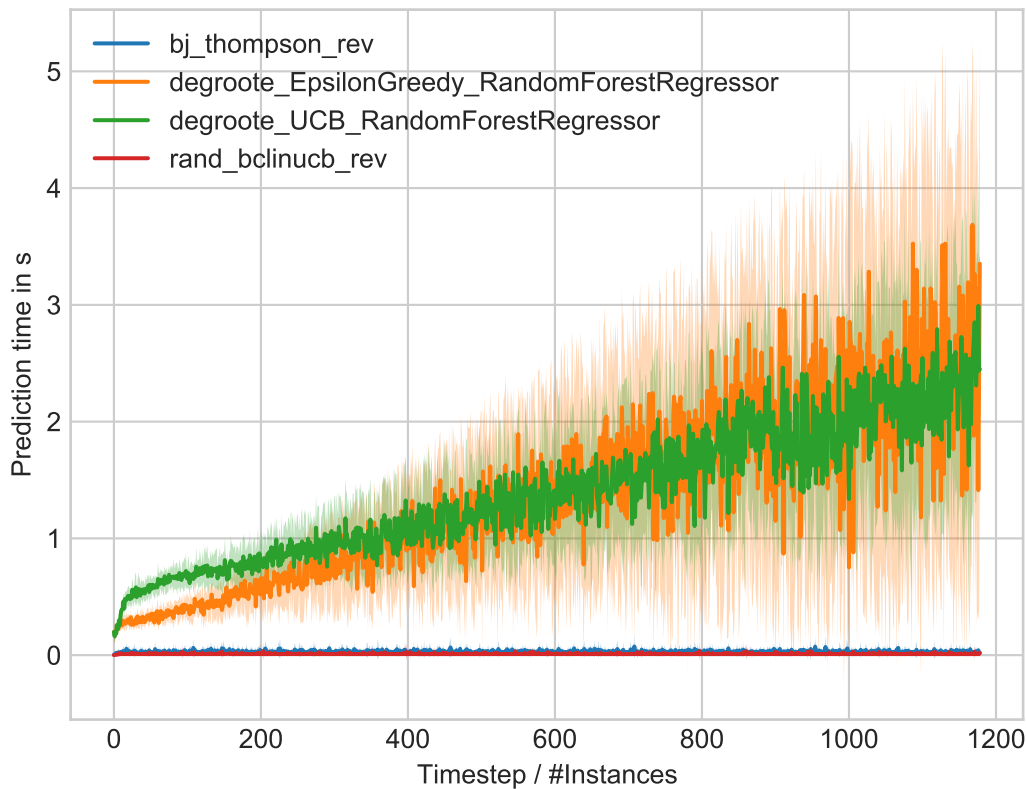 bj_thompson_rev
degroote_EpsilonGreedy_RandomForestRegressor
degroote_UCB_RandomForestRegressor
rand_bclinucb_rev
5
4
3
2
1
0
Prediction time in s
0 200 400 600 800 1000 1200
Timestep / #Instances